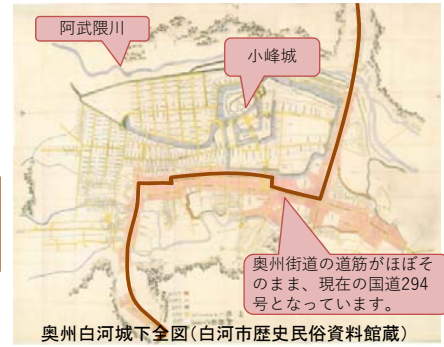 阿武隈川
小峰城
奥州街道の道筋がほぼそ
のまま、現在の国道294
号となっています。
奥州白河城下全図(白河市歴史民俗資料館蔵)